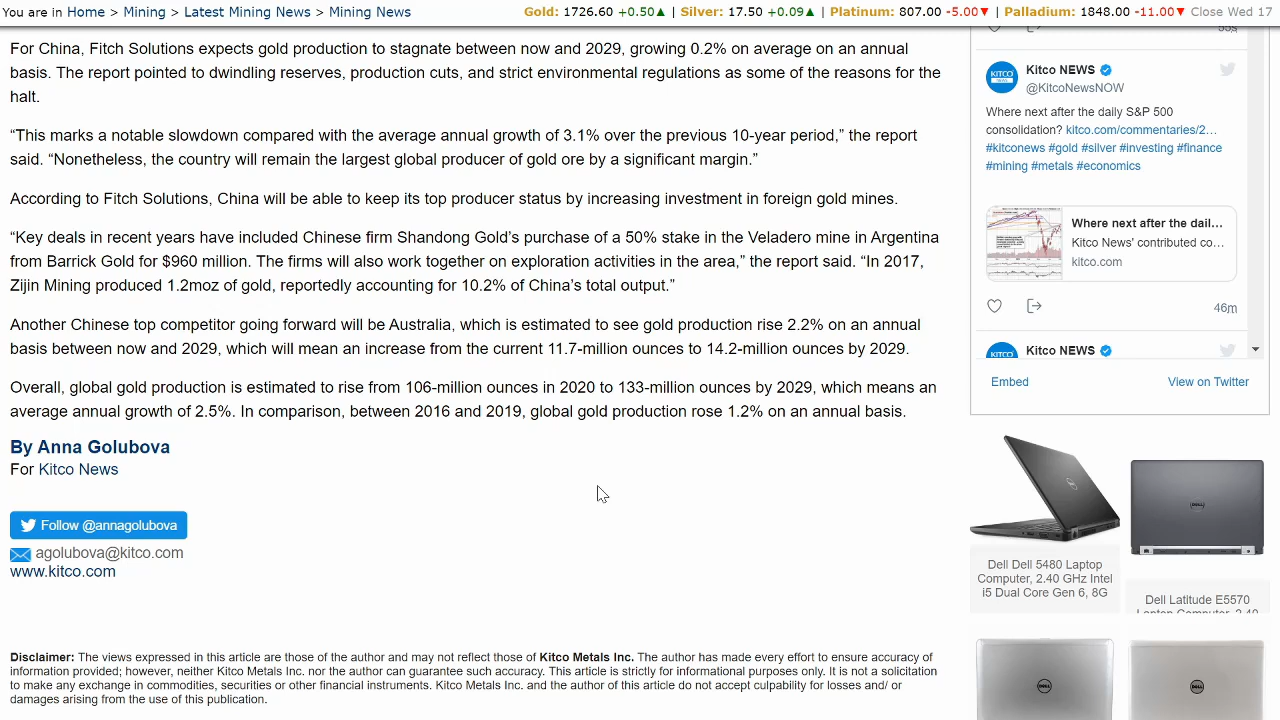 You are in Home > Mining > Latest Mining News > Mining News
Gold: 1726.60 +0.50▲ | Silver: 17.50 +0.09▲ | Platinum: 807.00 -5.00▼ | Palladium: 1848.00 -11.00▼ Close Wed 17
For China, Fitch Solutions expects gold production to stagnate between now and 2029, growing 0.2% on average on an annual
basis. The report pointed to dwindling reserves, production cuts, and strict environmental regulations as some of the reasons for the
halt.
“This marks a notable slowdown compared with the average annual growth of 3.1% over the previous 10-year period,” the report
said. “Nonetheless, the country will remain the largest global producer of gold ore by a significant margin.”
According to Fitch Solutions, China will be able to keep its top producer status by increasing investment in foreign gold mines.
“Key deals in recent years have included Chinese firm Shandong Gold’s purchase of a 50% stake in the Veladero mine in Argentina
from Barrick Gold for $960 million. The firms will also work together on exploration activities in the area,” the report said. “In 2017,
Zijin Mining produced 1.2moz of gold, reportedly accounting for 10.2% of China’s total output.”
Another Chinese top competitor going forward will be Australia, which is estimated to see gold production rise 2.2% on an annual
basis between now and 2029, which will mean an increase from the current 11.7-million ounces to 14.2-million ounces by 2029.
Overall, global gold production is estimated to rise from 106-million ounces in 2020 to 133-million ounces by 2029, which means an
average annual growth of 2.5%. In comparison, between 2016 and 2019, global gold production rose 1.2% on an annual basis.
By Anna Golubova
For Kitco News
Follow @annagolubova
agolubova@kitco.com
www.kitco.com
Disclaimer: The views expressed in this article are those of the author and may not reflect those of Kitco Metals Inc. The author has made every effort to ensure accuracy of
information provided; however, neither Kitco Metals Inc. nor the author can guarantee such accuracy. This article is strictly for informational purposes only. It is not a solicitation
to make any exchange in commodities, securities or other financial instruments. Kitco Metals Inc. and the author of this article do not accept culpability for losses and/ or
damages arising from the use of this publication.
55s
KITCO
NEWS
Kitco NEWS
@KitcoNewsNOW
Where next after the daily S&P 500
consolidation? kitco.com/commentaries/2…
#kitconews #gold #silver #investing #finance
#mining #metals #economics
Where next after the dail…
Kitco News' contributed co…
kitco.com
46m
KITCO
Kitco NEWS
Embed
View on Twitter
Dell Dell 5480 Laptop
Computer, 2.40 GHz Intel
i5 Dual Core Gen 6, 8G
Dell Latitude E5570
Laptop Computer, 2.40
DELL
DELL